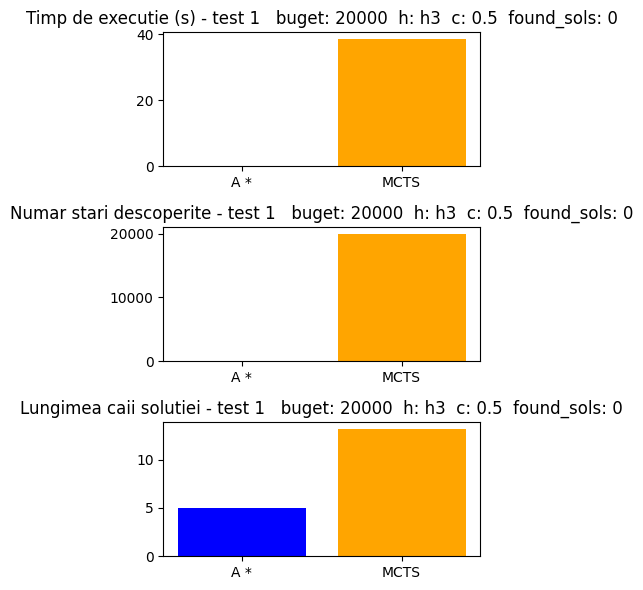 Timp de executie (s) - test 1   buget: 20000  h: h3  c: 0.5  found_sols: 0
40
20
0
A *
MCTS
Numar stari descoperite - test 1   buget: 20000  h: h3  c: 0.5  found_sols: 0
20000
10000
0
A *
MCTS
Lungimea caii solutiei - test 1   buget: 20000  h: h3  c: 0.5  found_sols: 0
10
5
0
A *
MCTS